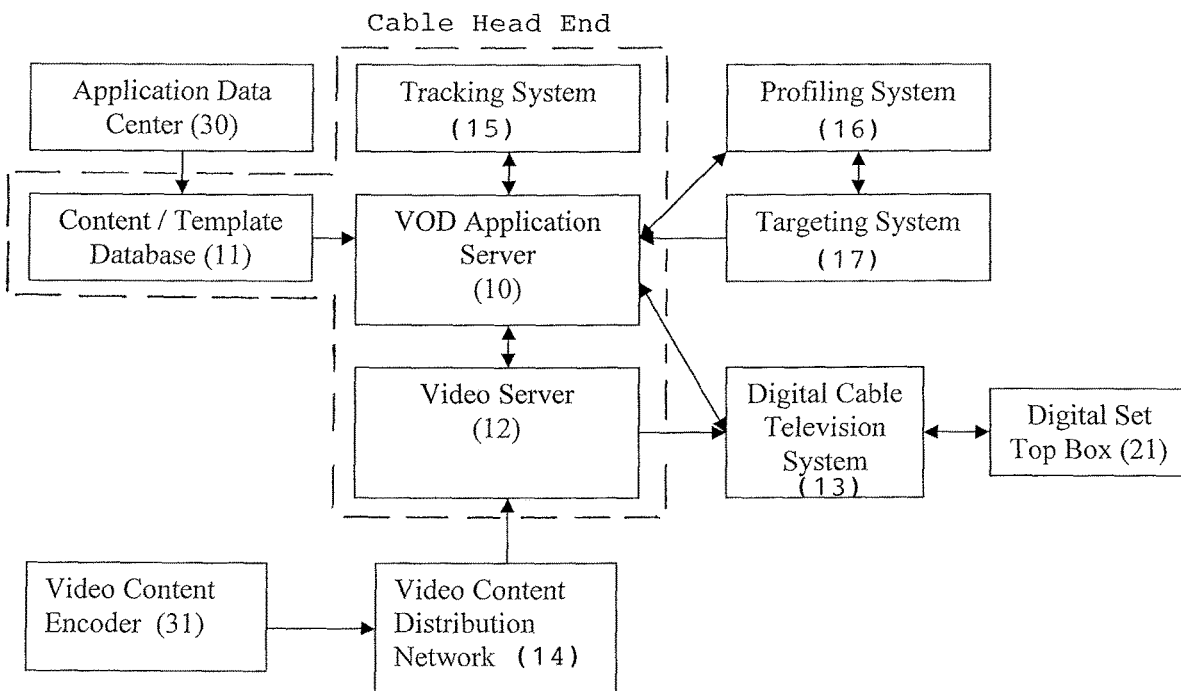 Cable Head End
Application Data
Center (30)
Tracking System
(15)
Profiling System
(16)
Content / Template
Database (11)
VOD Application
Server
(10)
Targeting System
(17)
Video Server
(12)
Digital Cable
Television
System
(13)
Digital Set
Top Box (21)
Video Content
Encoder (31)
Video Content
Distribution
Network (14)